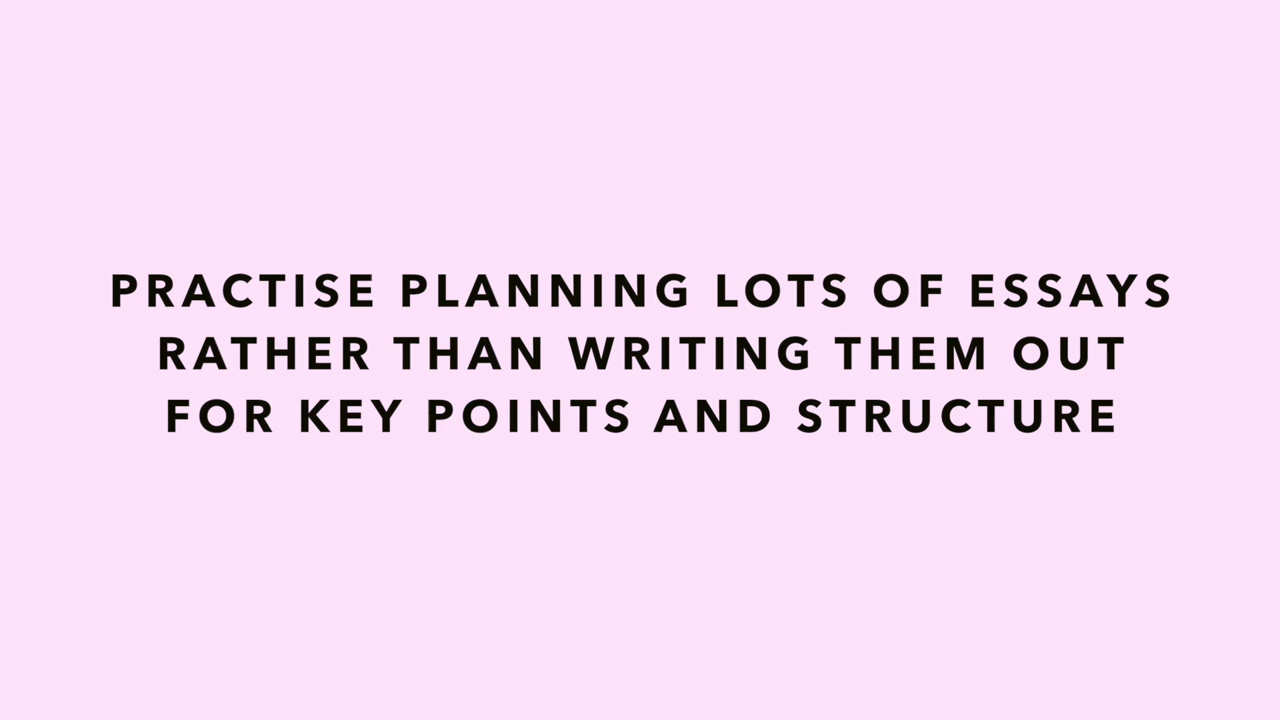 PRACTISE PLANNING LOTS OF ESSAYS
RATHER THAN WRITING THEM OUT
FOR KEY POINTS AND STRUCTURE